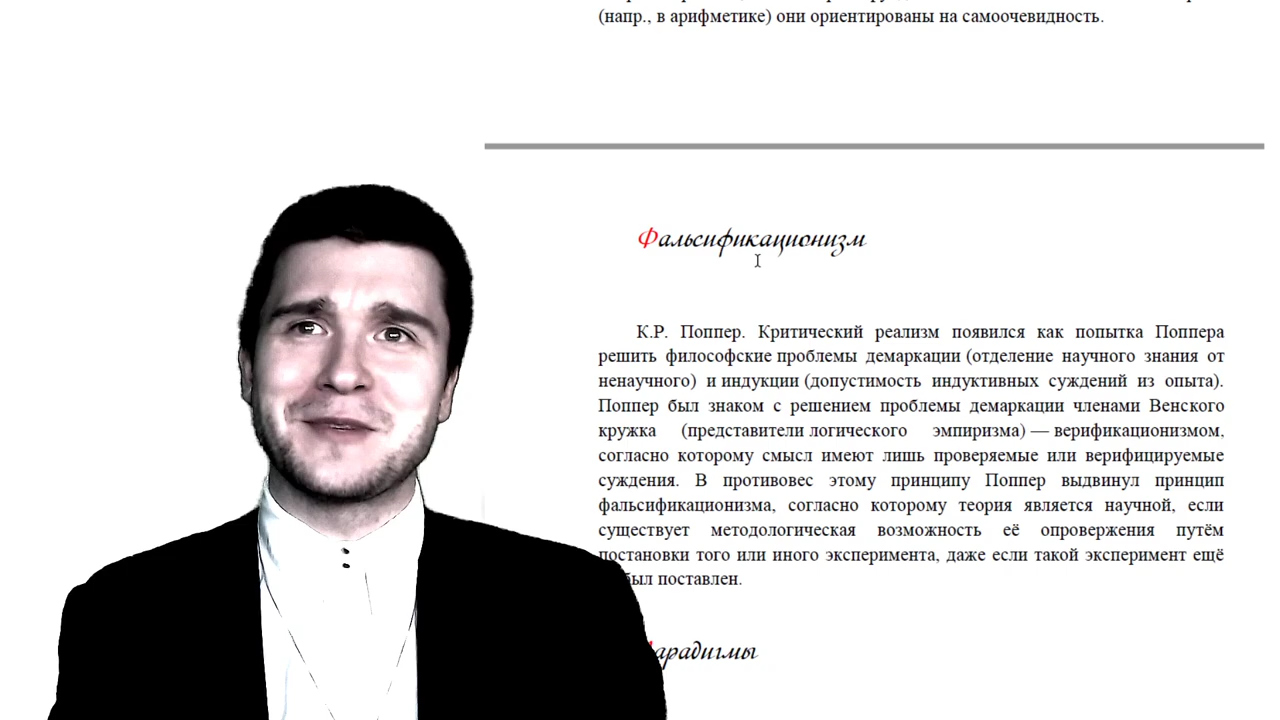 (напр., в арифметике) они ориентированы на самоочевидность.
Фальсификационизм
К.Р. Поппер. Критический реализм появился как попытка Поппера
решить философские проблемы демаркации (отделение научного знания от
ненаучного) и индукции (допустимость индуктивных суждений из опыта).
Поппер был знаком с решением проблемы демаркации членами Венского
кружка (представители логического эмпиризма) — верификационизмом,
согласно которому смысл имеют лишь проверяемые или верифицируемые
суждения. В противовес этому принципу Поппер выдвинул принцип
фальсификационизма, согласно которому теория является научной, если
существует методологическая возможность её опровержения путём
постановки того или иного эксперимента, даже если такой эксперимент ещё
был поставлен.
арадигмы